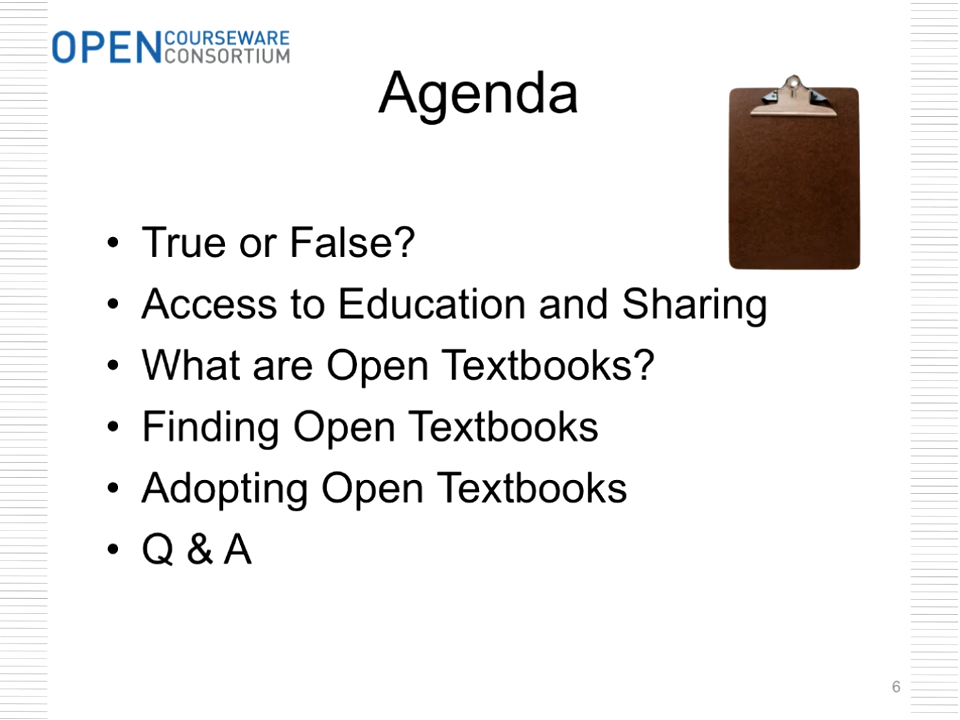 OPEN COURSEWARE
CONSORTIUM
Agenda
• True or False?
• Access to Education and Sharing
• What are Open Textbooks?
• Finding Open Textbooks
• Adopting Open Textbooks
• Q & A
6